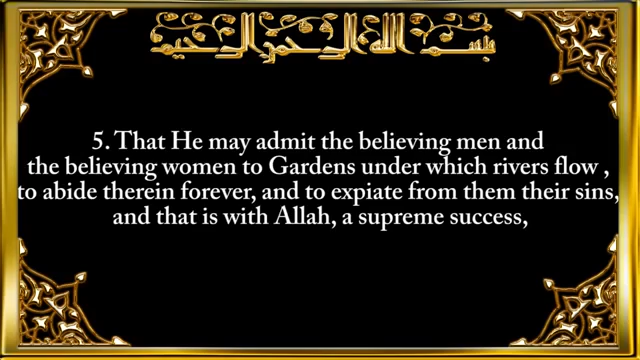 بسم الله الرحمن الرحيم
5. That He may admit the believing men and
the believing women to Gardens under which rivers flow ,
to abide therein forever, and to expiate from them their sins,
and that is with Allah, a supreme success,